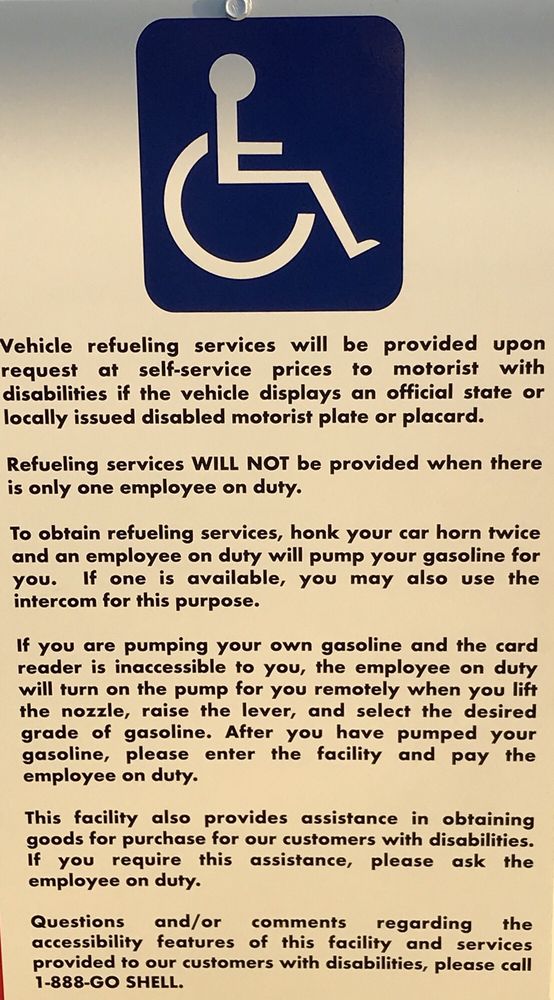 Vehicle refueling services will be provided upon
request at self-service prices to motorist with
disabilities if the vehicle displays an official state or
locally issued disabled motorist plate or placard.
Refueling services WILL NOT be provided when there
is only one employee on duty.
To obtain refueling services, honk your car horn twice
and an employee on duty will pump your gasoline for
you. If one is available, you may also use the
intercom for this purpose.
If you are pumping your own gasoline and the card
reader is inaccessible to you, the employee on duty
will turn on the pump for you remotely when you lift
the nozzle, raise the lever, and select the desired
grade of gasoline. After you have pumped your
gasoline, please enter the facility and pay the
employee on duty.
This facility also provides assistance in obtaining
goods for purchase for our customers with disabilities.
If you require this assistance, please ask the
employee on duty.
Questions and/or comments regarding the
accessibility features of this facility and services
provided to our customers with disabilities, please call
1-888-GO SHELL.